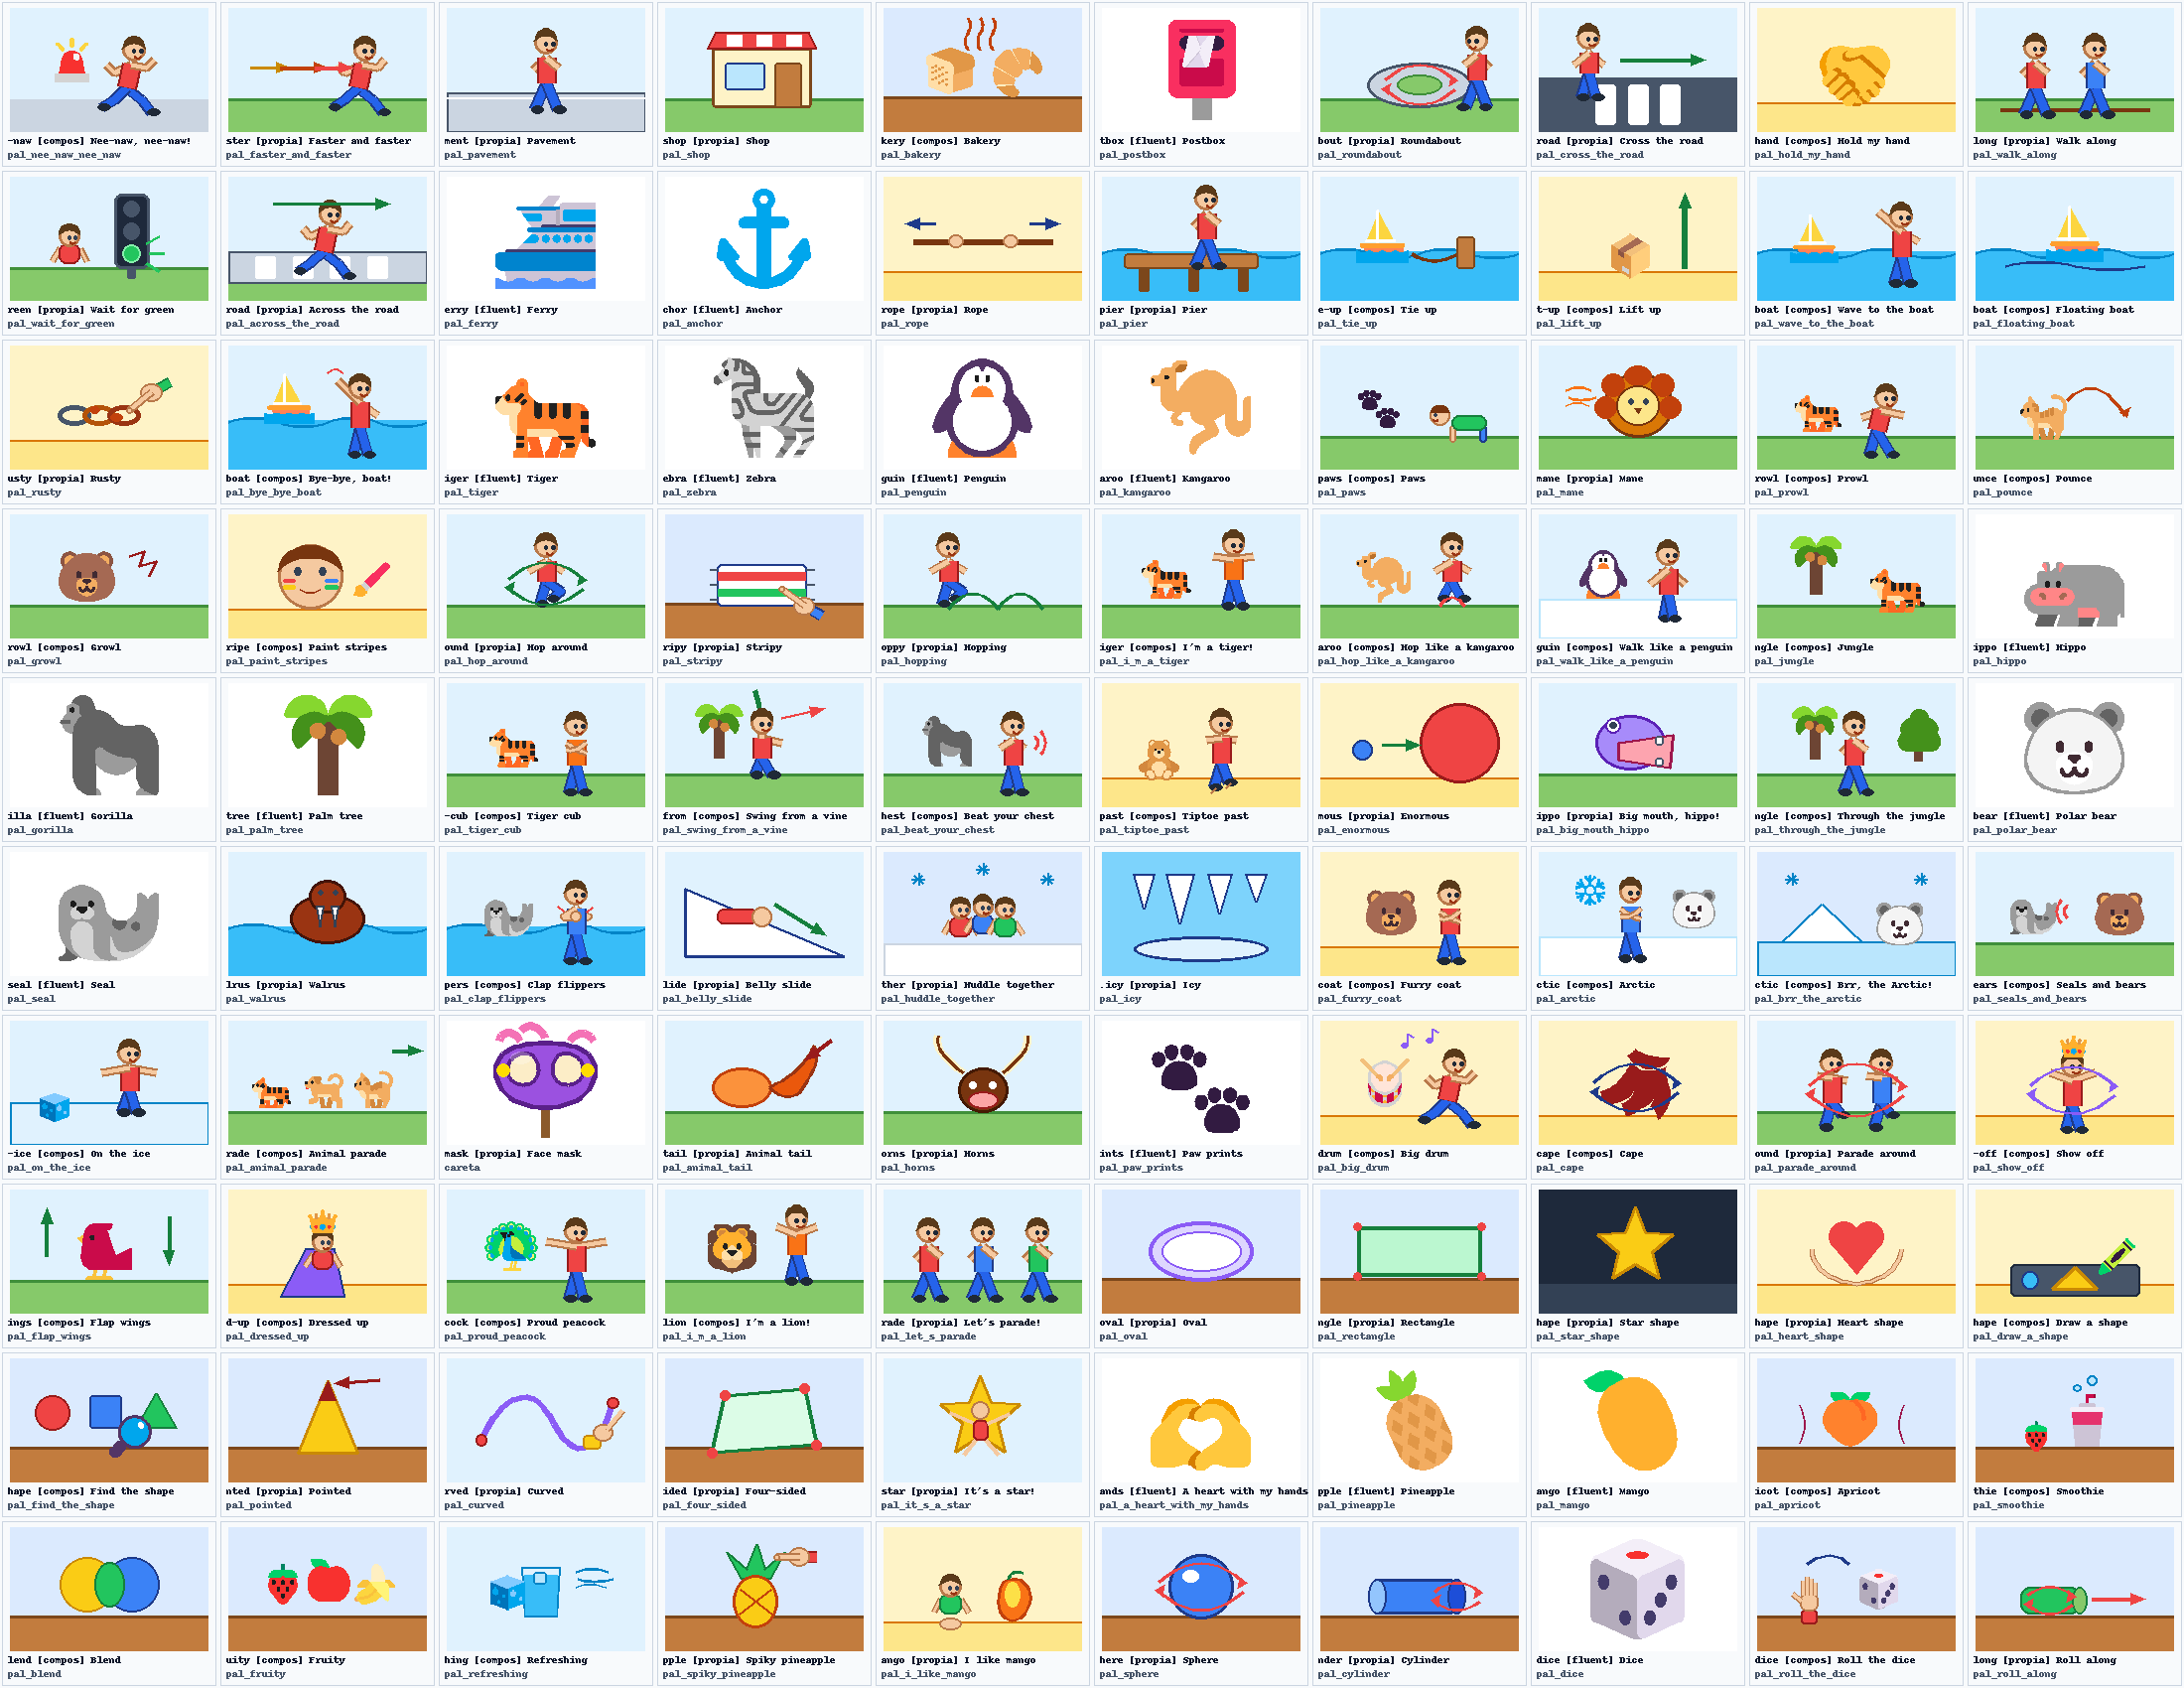 -naw [compos] Nee-naw, nee-naw!
pal_nee_naw_nee_naw
ster [propia] Faster and faster
pal_faster_and_faster
ment [propia] Pavement
pal_pavement
shop [propia] Shop
pal_shop
kery [compos] Bakery
pal_bakery
tbox [fluent] Postbox
pal_postbox
bout [propia] Roundabout
pal_roundabout
road [propia] Cross the road
pal_cross_the_road
hand [compos] Hold my hand
pal_hold_my_hand
long [propia] Walk along
pal_walk_along
reen [propia] Wait for green
pal_wait_for_green
road [propia] Across the road
pal_across_the_road
erry [fluent] Ferry
pal_ferry
chor [fluent] Anchor
pal_anchor
rope [propia] Rope
pal_rope
pier [propia] Pier
pal_pier
e-up [compos] Tie up
pal_tie_up
t-up [compos] Lift up
pal_lift_up
boat [compos] Wave to the boat
pal_wave_to_the_boat
boat [compos] Floating boat
pal_floating_boat
usty [propia] Rusty
pal_rusty
boat [compos] Bye-bye, boat!
pal_bye_bye_boat
iger [fluent] Tiger
pal_tiger
ebra [fluent] Zebra
pal_zebra
guin [fluent] Penguin
pal_penguin
aroo [fluent] Kangaroo
pal_kangaroo
paws [compos] Paws
pal_paws
mane [propia] Mane
pal_mane
rowl [compos] Prowl
pal_prowl
unce [compos] Pounce
pal_pounce
rowl [compos] Growl
pal_growl
ripe [compos] Paint stripes
pal_paint_stripes
ound [propia] Hop around
pal_hop_around
ripy [propia] Stripy
pal_stripy
oppy [propia] Hopping
pal_hopping
iger [compos] I'm a tiger!
pal_i_m_a_tiger
aroo [compos] Hop like a kangaroo
pal_hop_like_a_kangaroo
guin [compos] Walk like a penguin
pal_walk_like_a_penguin
ngle [compos] Jungle
pal_jungle
ippo [fluent] Hippo
pal_hippo
illa [fluent] Gorilla
pal_gorilla
tree [fluent] Palm tree
pal_palm_tree
-cub [compos] Tiger cub
pal_tiger_cub
from [compos] Swing from a vine
pal_swing_from_a_vine
hest [compos] Beat your chest
pal_beat_your_chest
past [compos] Tiptoe past
pal_tiptoe_past
mous [propia] Enormous
pal_enormous
ippo [propia] Big mouth, hippo!
pal_big_mouth_hippo
ngle [compos] Through the jungle
pal_through_the_jungle
bear [fluent] Polar bear
pal_polar_bear
seal [fluent] Seal
pal_seal
lrus [propia] Walrus
pal_walrus
pers [compos] Clap flippers
pal_clap_flippers
lide [propia] Belly slide
pal_belly_slide
ther [propia] Huddle together
pal_huddle_together
.icy [propia] Icy
pal_icy
coat [compos] Furry coat
pal_furry_coat
ctic [compos] Arctic
pal_arctic
ctic [compos] Brr, the Arctic!
pal_brr_the_arctic
ears [compos] Seals and bears
pal_seals_and_bears
-ice [compos] On the ice
pal_on_the_ice
rade [compos] Animal parade
pal_animal_parade
mask [propia] Face mask
careta
tail [propia] Animal tail
pal_animal_tail
orns [propia] Horns
pal_horns
ints [fluent] Paw prints
pal_paw_prints
drum [compos] Big drum
pal_big_drum
cape [compos] Cape
pal_cape
ound [propia] Parade around
pal_parade_around
-off [compos] Show off
pal_show_off
ings [compos] Flap wings
pal_flap_wings
d-up [compos] Dressed up
pal_dressed_up
cock [compos] Proud peacock
pal_proud_peacock
lion [compos] I'm a lion!
pal_i_m_a_lion
rade [propia] Let's parade!
pal_let_s_parade
oval [propia] Oval
pal_oval
ngle [propia] Rectangle
pal_rectangle
hape [propia] Star shape
pal_star_shape
hape [propia] Heart shape
pal_heart_shape
hape [compos] Draw a shape
pal_draw_a_shape
hape [compos] Find the shape
pal_find_the_shape
nted [propia] Pointed
pal_pointed
rved [propia] Curved
pal_curved
ided [propia] Four-sided
pal_four_sided
star [propia] It's a star!
pal_it_s_a_star
ands [fluent] A heart with my hands
pal_a_heart_with_my_hands
pple [fluent] Pineapple
pal_pineapple
ango [fluent] Mango
pal_mango
icot [compos] Apricot
pal_apricot
thie [compos] Smoothie
pal_smoothie
lend [compos] Blend
pal_blend
uity [compos] Fruity
pal_fruity
hing [compos] Refreshing
pal_refreshing
pple [propia] Spiky pineapple
pal_spiky_pineapple
ango [propia] I like mango
pal_i_like_mango
here [propia] Sphere
pal_sphere
nder [propia] Cylinder
pal_cylinder
dice [fluent] Dice
pal_dice
dice [compos] Roll the dice
pal_roll_the_dice
long [propia] Roll along
pal_roll_along